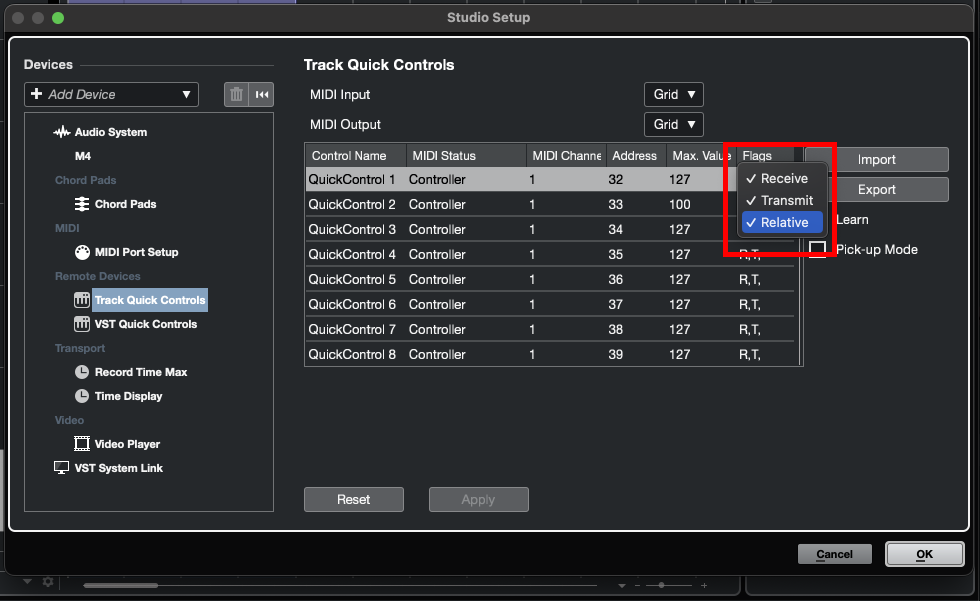 Studio Setup
Devices
Add Device
Audio System
M4
Chord Pads
Chord Pads
MIDI
MIDI Port Setup
Remote Devices
Track Quick Controls
VST Quick Controls
Transport
Record Time Max
Time Display
Video
Video Player
VST System Link
Track Quick Controls
MIDI Input Grid
MIDI Output Grid
Control Name MIDI Status MIDI Channe Address Max. Value Flags
QuickControl 1 Controller 1 32 127
QuickControl 2 Controller 1 33 100
QuickControl 3 Controller 1 34 127
QuickControl 4 Controller 1 35 127 R,T,
QuickControl 5 Controller 1 36 127 R,T,
QuickControl 6 Controller 1 37 127 R,T,
QuickControl 7 Controller 1 38 127 R,T,
QuickControl 8 Controller 1 39 127 R,T,
Receive
Transmit
Relative
Import
Export
Learn
Pick-up Mode
Reset Apply
Cancel OK